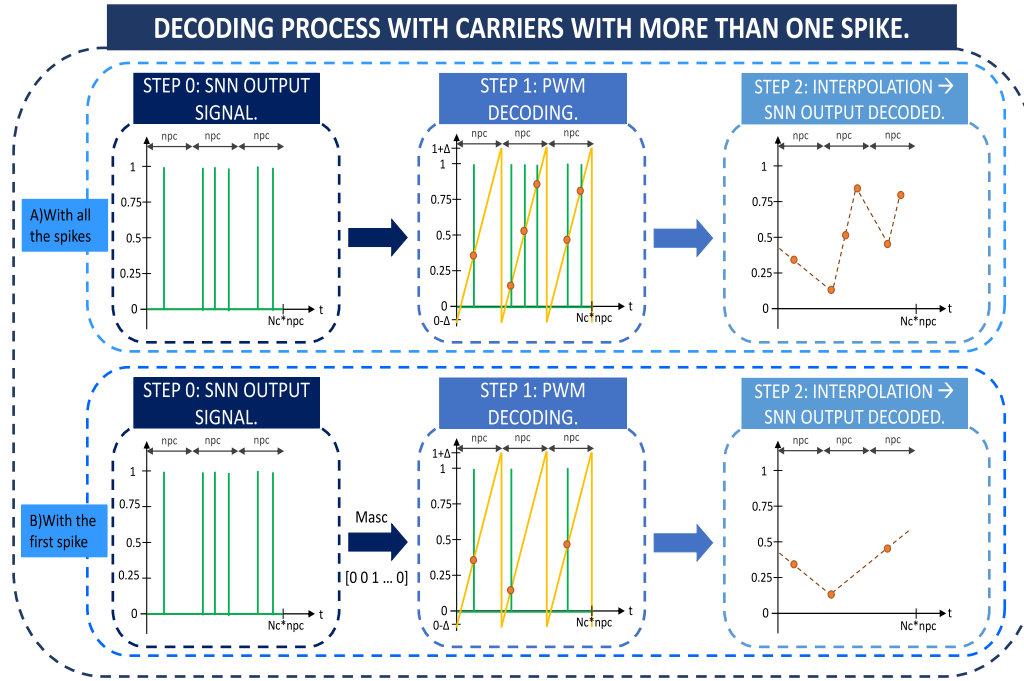 DECODING PROCESS WITH CARRIERS WITH MORE THAN ONE SPIKE.
STEP 0: SNN OUTPUT
SIGNAL.
STEP 1: PWM
DECODING.
STEP 2: INTERPOLATION →
SNN OUTPUT DECODED.
A)With all
the spikes
npc npc npc
1
0.75
0.5
0.25
0
t
Nc*npc
npc npc npc
1+Δ
1
0.75
0.5
0.25
0
0-Δ
t
Nc*npc
npc npc npc
1
0.75
0.5
0.25
0
t
Nc*npc
STEP 0: SNN OUTPUT
SIGNAL.
STEP 1: PWM
DECODING.
STEP 2: INTERPOLATION →
SNN OUTPUT DECODED.
B)With the
first spike
npc npc npc
1
0.75
0.5
0.25
0
t
Nc*npc
Masc
[0 0 1 ... 0]
npc npc npc
1+Δ
1
0.75
0.5
0.25
0
0-Δ
t
Nc*npc
npc npc npc
1
0.75
0.5
0.25
0
t
Nc*npc